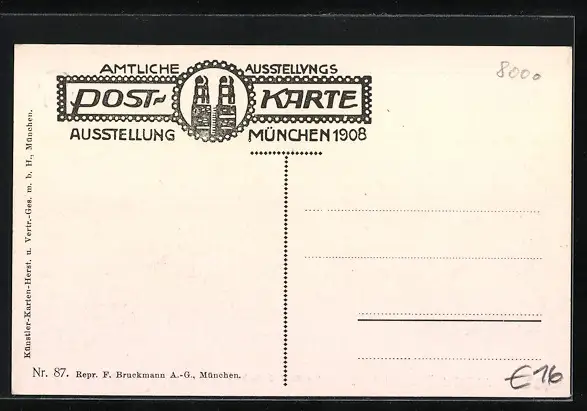 AMTLICHE AUSSTELLVNGS
POST- KARTE
AUSSTELLUNG MÜNCHEN 1908
8000
Künstler-Karten-Herst. u. Vertr.-Ges. m. b. H., München.
Nr. 87. Repr. F. Bruckmann A.-G., München.
€16